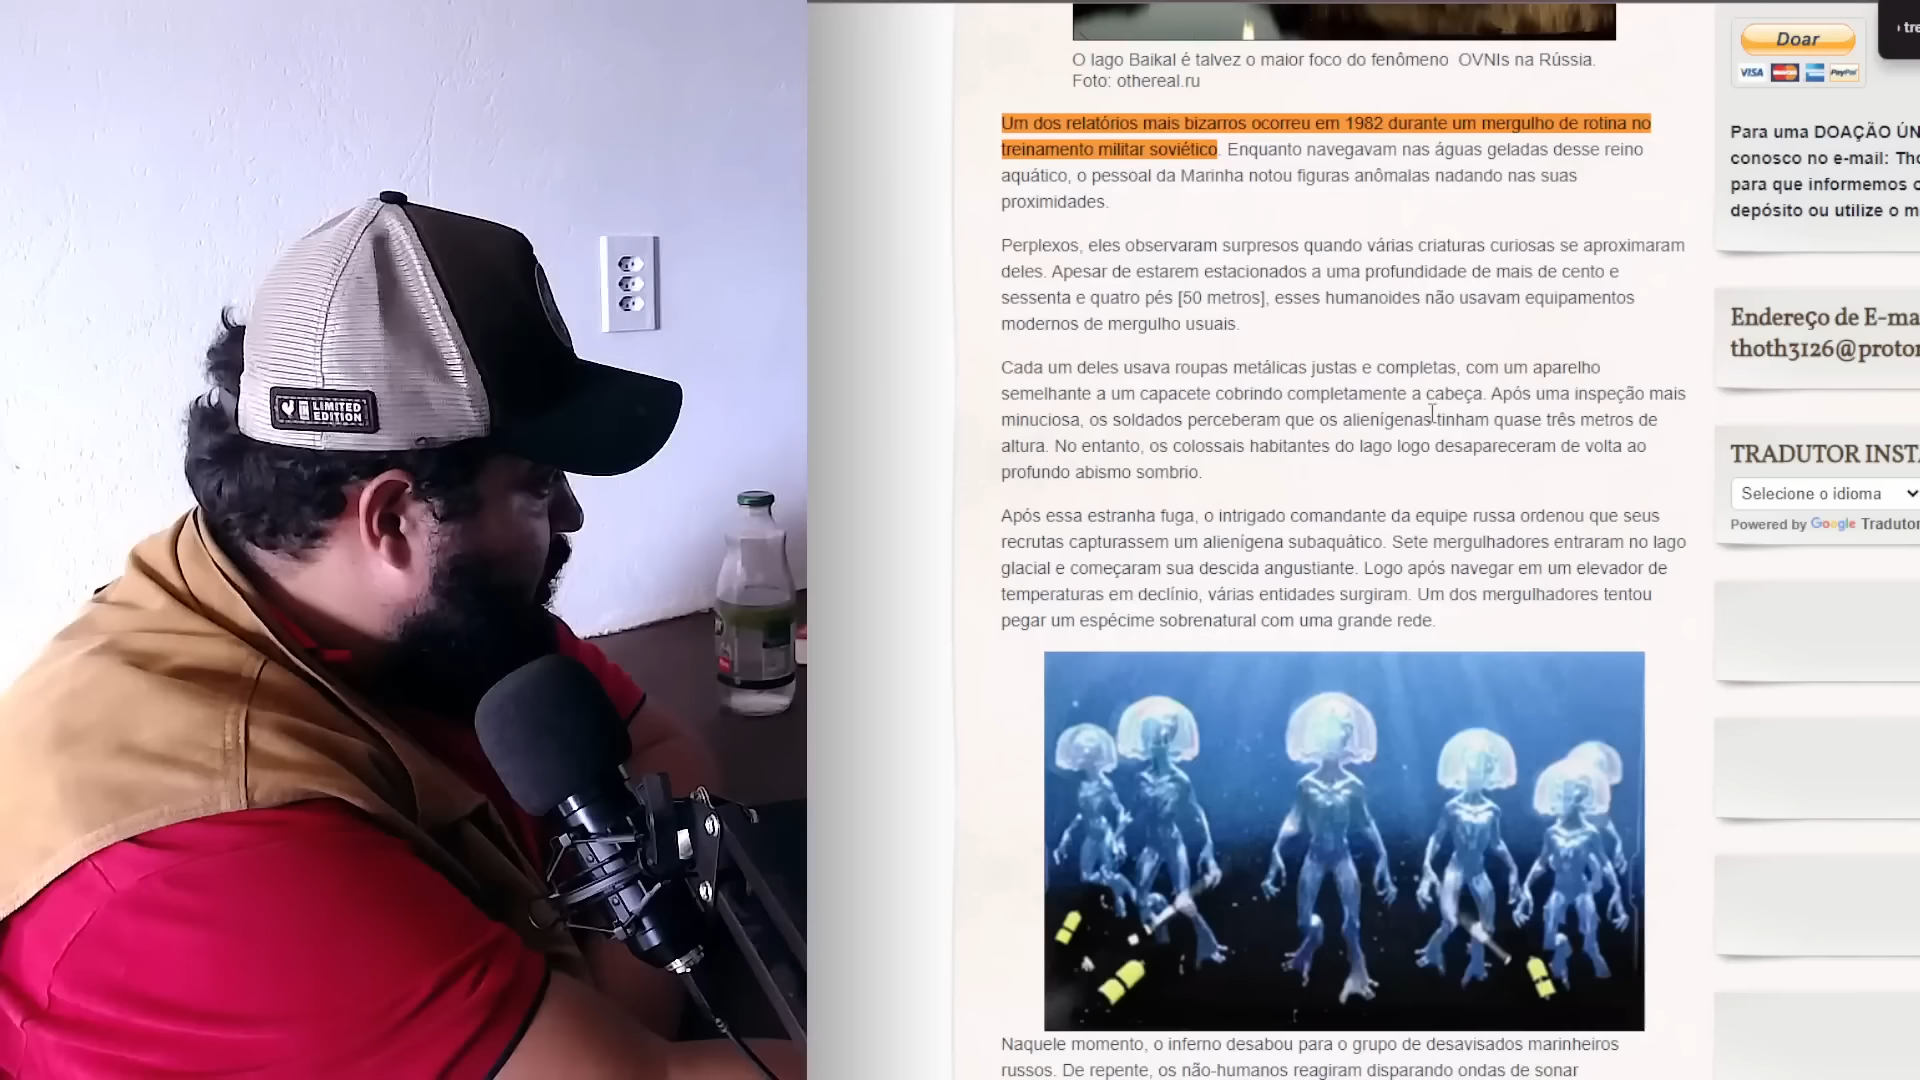 LIMITED
EDITION
O lago Baikal é talvez o maior foco do fenômeno OVNIs na Rússia.
Foto: othereal.ru
Um dos relatórios mais bizarros ocorreu em 1982 durante um mergulho de rotina no
treinamento militar soviético. Enquanto navegavam nas águas geladas desse reino
aquático, o pessoal da Marinha notou figuras anômalas nadando nas suas
proximidades.
Perplexos, eles observaram surpresos quando várias criaturas curiosas se aproximaram
deles. Apesar de estarem estacionados a uma profundidade de mais de cento e
sessenta e quatro pés [50 metros], esses humanoides não usavam equipamentos
modernos de mergulho usuais.
Cada um deles usava roupas metálicas justas e completas, com um aparelho
semelhante a um capacete cobrindo completamente a cabeça. Após uma inspeção mais
minuciosa, os soldados perceberam que os alienígenas tinham quase três metros de
altura. No entanto, os colossais habitantes do lago logo desapareceram de volta ao
profundo abismo sombrio.
Após essa estranha fuga, o intrigado comandante da equipe russa ordenou que seus
recrutas capturassem um alienígena subaquático. Sete mergulhadores entraram no lago
glacial e começaram sua descida angustiante. Logo após navegar em um elevador de
temperaturas em declínio, várias entidades surgiram. Um dos mergulhadores tentou
pegar um espécime sobrenatural com uma grande rede.
Naquele momento, o inferno desabou para o grupo de desavisados marinheiros
russos. De repente, os não-humanos reagiram disparando ondas de sonar
Doar
VISA
PayPal
tre
Para uma DOAÇÃO ÚN
conosco no e-mail: Tho
para que informemos c
depósito ou utilize o m
Endereço de E-ma
thoth3126@proton
TRADUTOR INSTA
Selecione o idioma
Powered by Google Tradutor